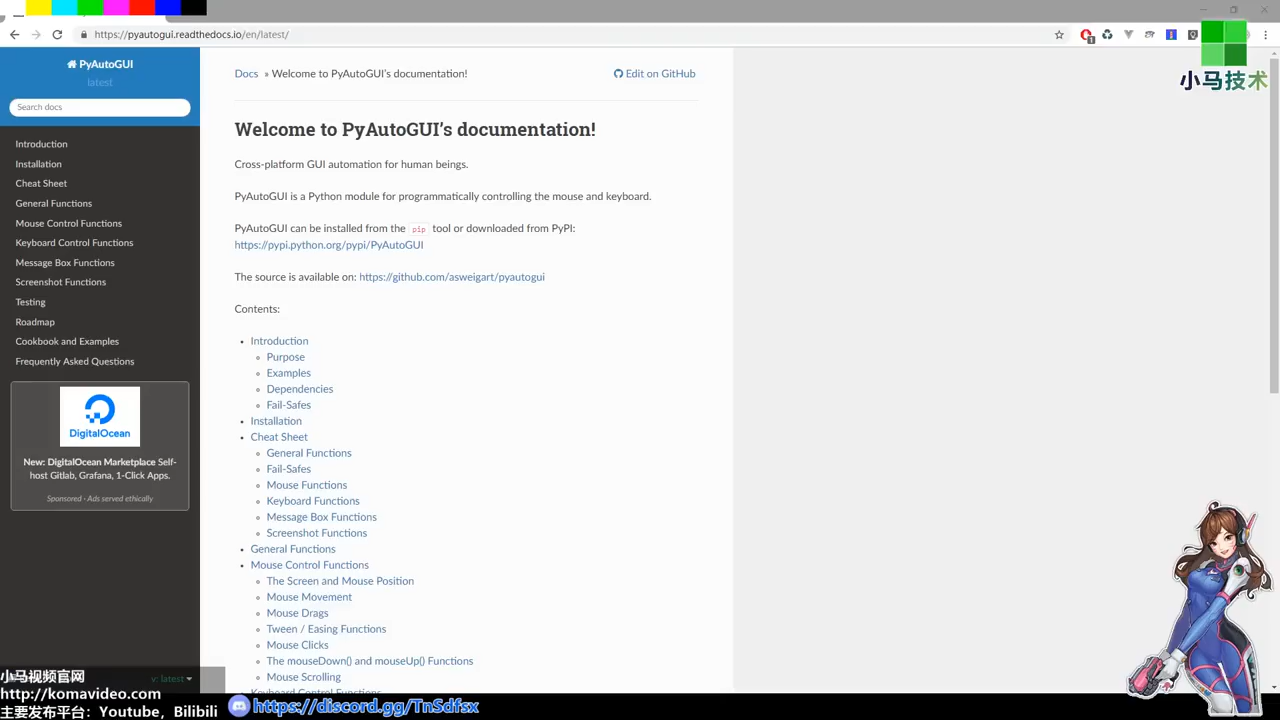 https://pyautogui.readthedocs.io/en/latest/
1
小马技术
PyAutoGUI
latest
Search docs
Introduction
Installation
Cheat Sheet
General Functions
Mouse Control Functions
Keyboard Control Functions
Message Box Functions
Screenshot Functions
Testing
Roadmap
Cookbook and Examples
Frequently Asked Questions
DigitalOcean
New: DigitalOcean Marketplace Self-
host Gitlab, Grafana, 1-Click Apps.
Sponsored · Ads served ethically
v: latest
Docs » Welcome to PyAutoGUI's documentation!
Edit on GitHub
Welcome to PyAutoGUI's documentation!
Cross-platform GUI automation for human beings.
PyAutoGUI is a Python module for programmatically controlling the mouse and keyboard.
PyAutoGUI can be installed from the pip tool or downloaded from PyPI:
https://pypi.python.org/pypi/PyAutoGUI
The source is available on: https://github.com/asweigart/pyautogui
Contents:
Introduction
Purpose
Examples
Dependencies
Fail-Safes
Installation
Cheat Sheet
General Functions
Fail-Safes
Mouse Functions
Keyboard Functions
Message Box Functions
Screenshot Functions
General Functions
Mouse Control Functions
The Screen and Mouse Position
Mouse Movement
Mouse Drags
Tween / Easing Functions
Mouse Clicks
The mouseDown() and mouseUp() Functions
Mouse Scrolling
Keyboard Control Functions
小马视频官网
http://komavideo.com
主要发布平台：Youtube，Bilibili
https://discord.gg/TnSdfsx